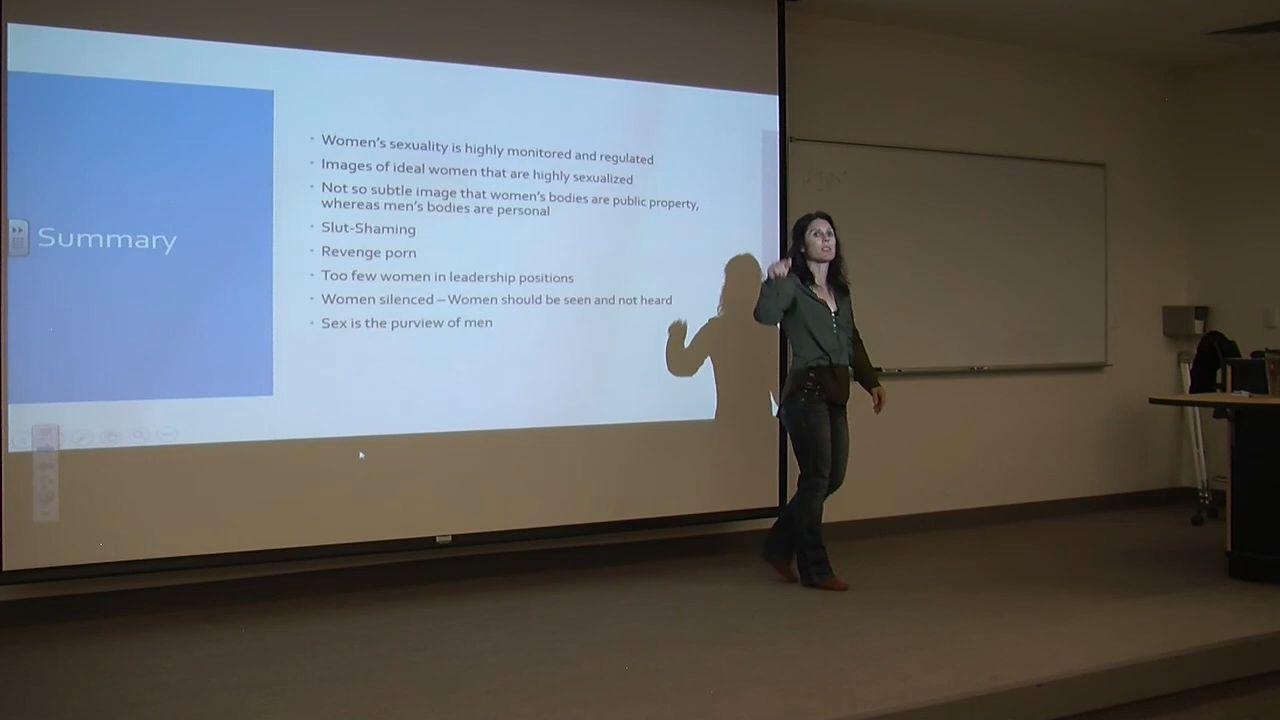 Summary
Women's sexuality is highly monitored and regulated
Images of ideal women that are highly sexualized
Not so subtle image that women's bodies are public property,
whereas men's bodies are personal
Slut-Shaming
Revenge porn
Too few women in leadership positions
Women silenced – Women should be seen and not heard
Sex is the purview of men